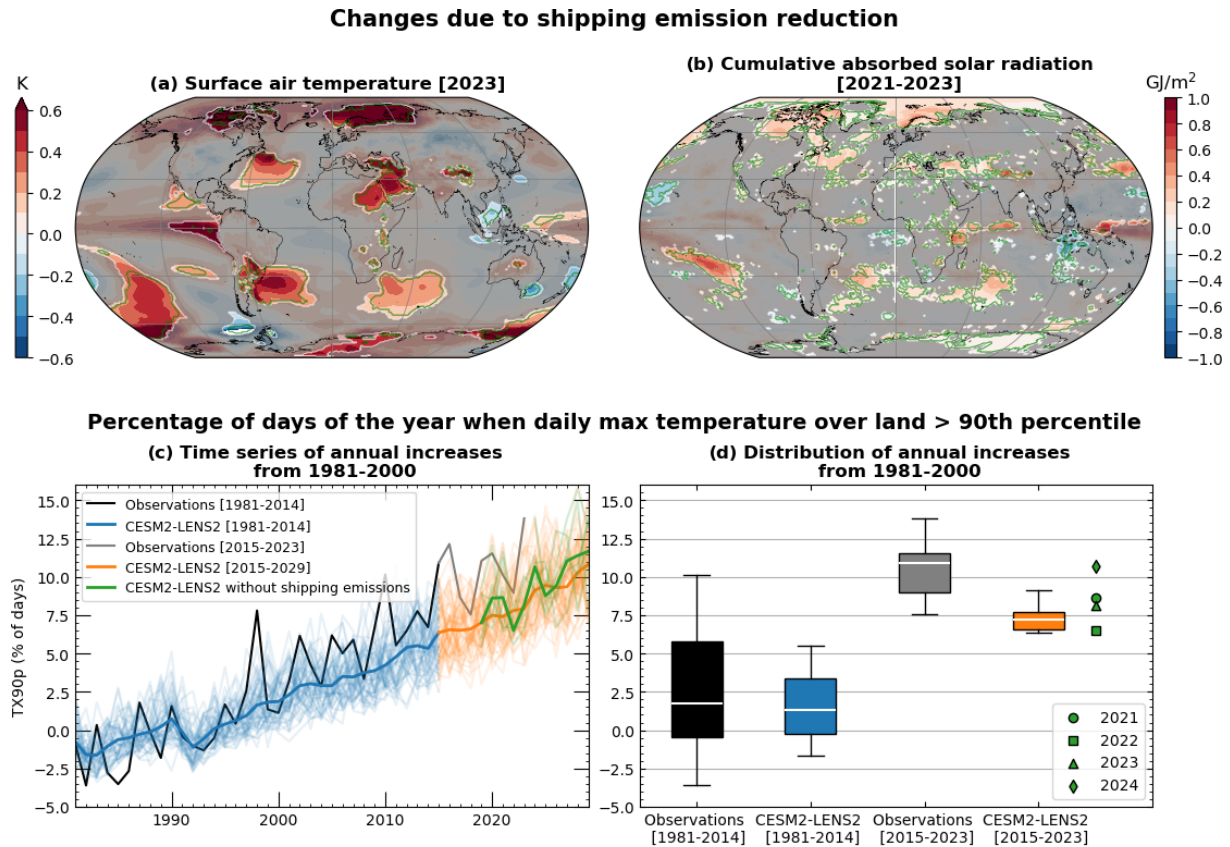 Changes due to shipping emission reduction
K
(a) Surface air temperature [2023]
0.6
0.4
0.2
0.0
−0.2
−0.4
−0.6
(b) Cumulative absorbed solar radiation
[2021-2023]
GJ/m²
1.0
0.8
0.6
0.4
0.2
0.0
−0.2
−0.4
−0.6
−0.8
−1.0
Percentage of days of the year when daily max temperature over land > 90th percentile
(c) Time series of annual increases
from 1981-2000
TX90p (% of days)
15.0
12.5
10.0
7.5
5.0
2.5
0.0
−2.5
−5.0
Observations [1981-2014]
CESM2-LENS2 [1981-2014]
Observations [2015-2023]
CESM2-LENS2 [2015-2029]
CESM2-LENS2 without shipping emissions
1990
2000
2010
2020
(d) Distribution of annual increases
from 1981-2000
15.0
12.5
10.0
7.5
5.0
2.5
0.0
−2.5
−5.0
2021
2022
2023
2024
Observations
[1981-2014]
CESM2-LENS2
[1981-2014]
Observations
[2015-2023]
CESM2-LENS2
[2015-2023]